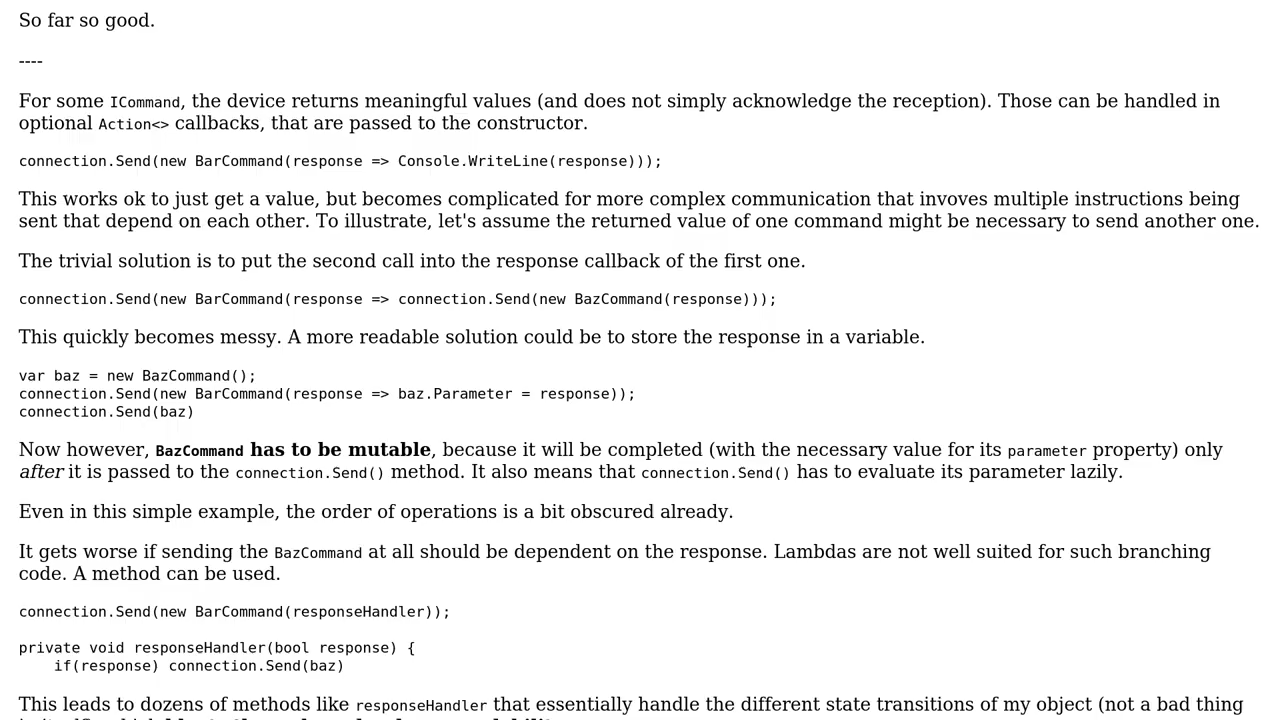 So far so good.
----
For some ICommand, the device returns meaningful values (and does not simply acknowledge the reception). Those can be handled in
optional Action<> callbacks, that are passed to the constructor.
connection.Send(new BarCommand(response => Console.WriteLine(response)));
This works ok to just get a value, but becomes complicated for more complex communication that invoves multiple instructions being
sent that depend on each other. To illustrate, let's assume the returned value of one command might be necessary to send another one.
The trivial solution is to put the second call into the response callback of the first one.
connection.Send(new BarCommand(response => connection.Send(new BazCommand(response)));
This quickly becomes messy. A more readable solution could be to store the response in a variable.
var baz = new BazCommand();
connection.Send(new BarCommand(response => baz.Parameter = response));
connection.Send(baz)
Now however, BazCommand has to be mutable, because it will be completed (with the necessary value for its parameter property) only
after it is passed to the connection.Send() method. It also means that connection.Send() has to evaluate its parameter lazily.
Even in this simple example, the order of operations is a bit obscured already.
It gets worse if sending the BazCommand at all should be dependent on the response. Lambdas are not well suited for such branching
code. A method can be used.
connection.Send(new BarCommand(responseHandler));
private void responseHandler(bool response) {
    if(response) connection.Send(baz)
This leads to dozens of methods like responseHandler that essentially handle the different state transitions of my object (not a bad thing